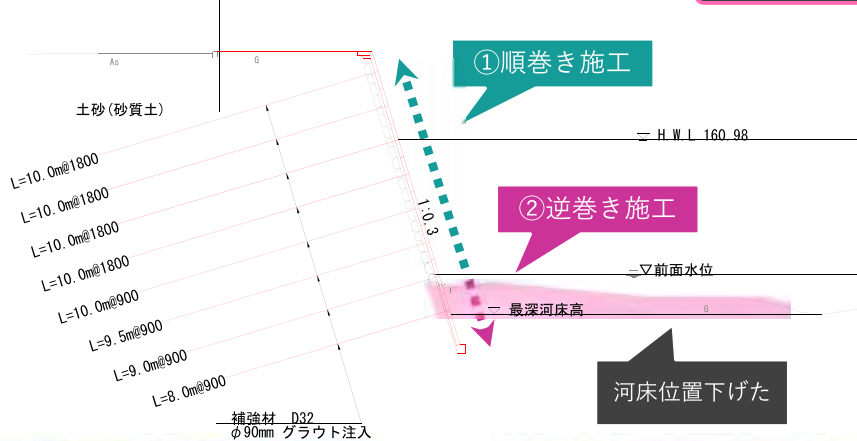 As
G
①順巻き施工
土砂(砂質土)
H.W.L 160.98
L=10.0m@1800
L=10.0m@1800
L=10.0m@1800
L=10.0m@1800
L=10.0m@900
L=9.5m@900
L=9.0m@900
L=8.0m@900
1:0.3
②逆巻き施工
▽前面水位
最深河床高
G
河床位置下げた
補強材 D32
φ90mm グラウト注入